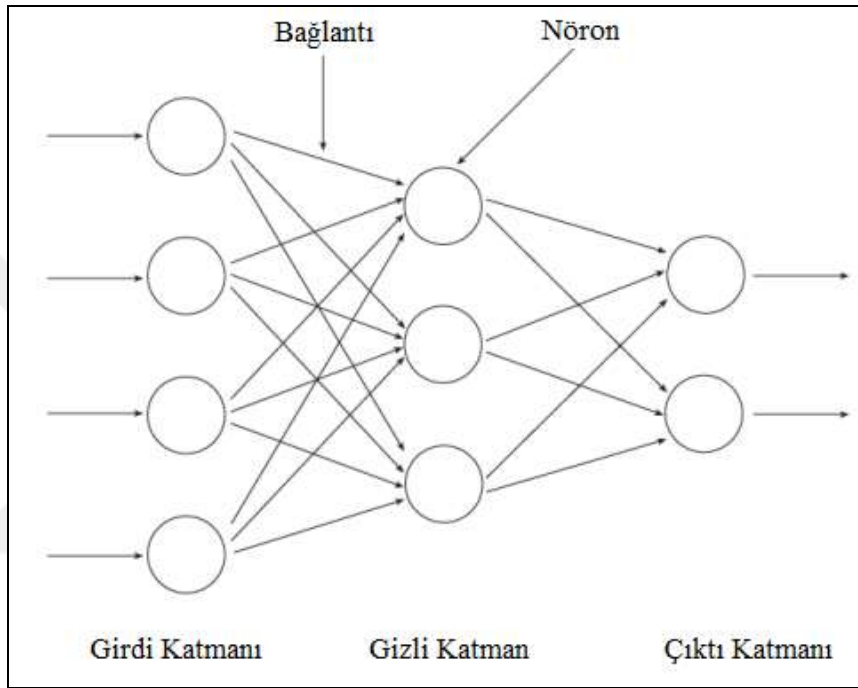 Bağlantı
Nöron
Girdi Katmanı
Gizli Katman
Çıktı Katmanı